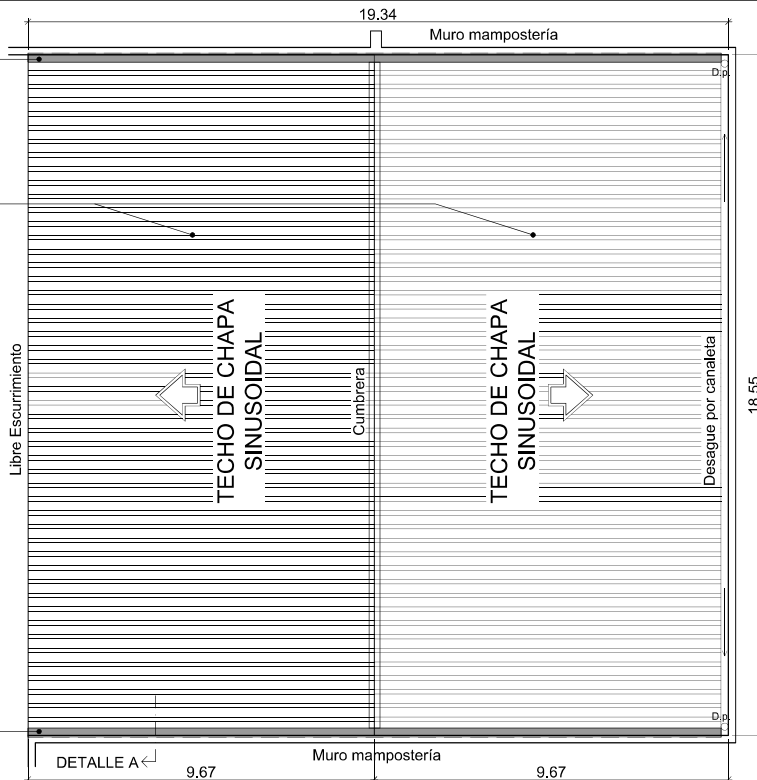 19.34
Muro mampostería
D.p.
TECHO DE CHAPA
SINUSOIDAL
TECHO DE CHAPA
SINUSOIDAL
Libre Escurrimiento
Cumbrera
Desague por canaleta
18.55
D.p.
DETALLE A
Muro mampostería
9.67
9.67